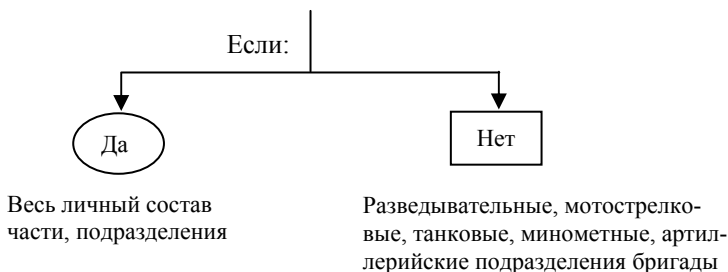 Если:
Да
Нет
Весь личный состав
части, подразделения
Разведывательные, мотострелко-
вые, танковые, минометные, артил-
лерийские подразделения бригады